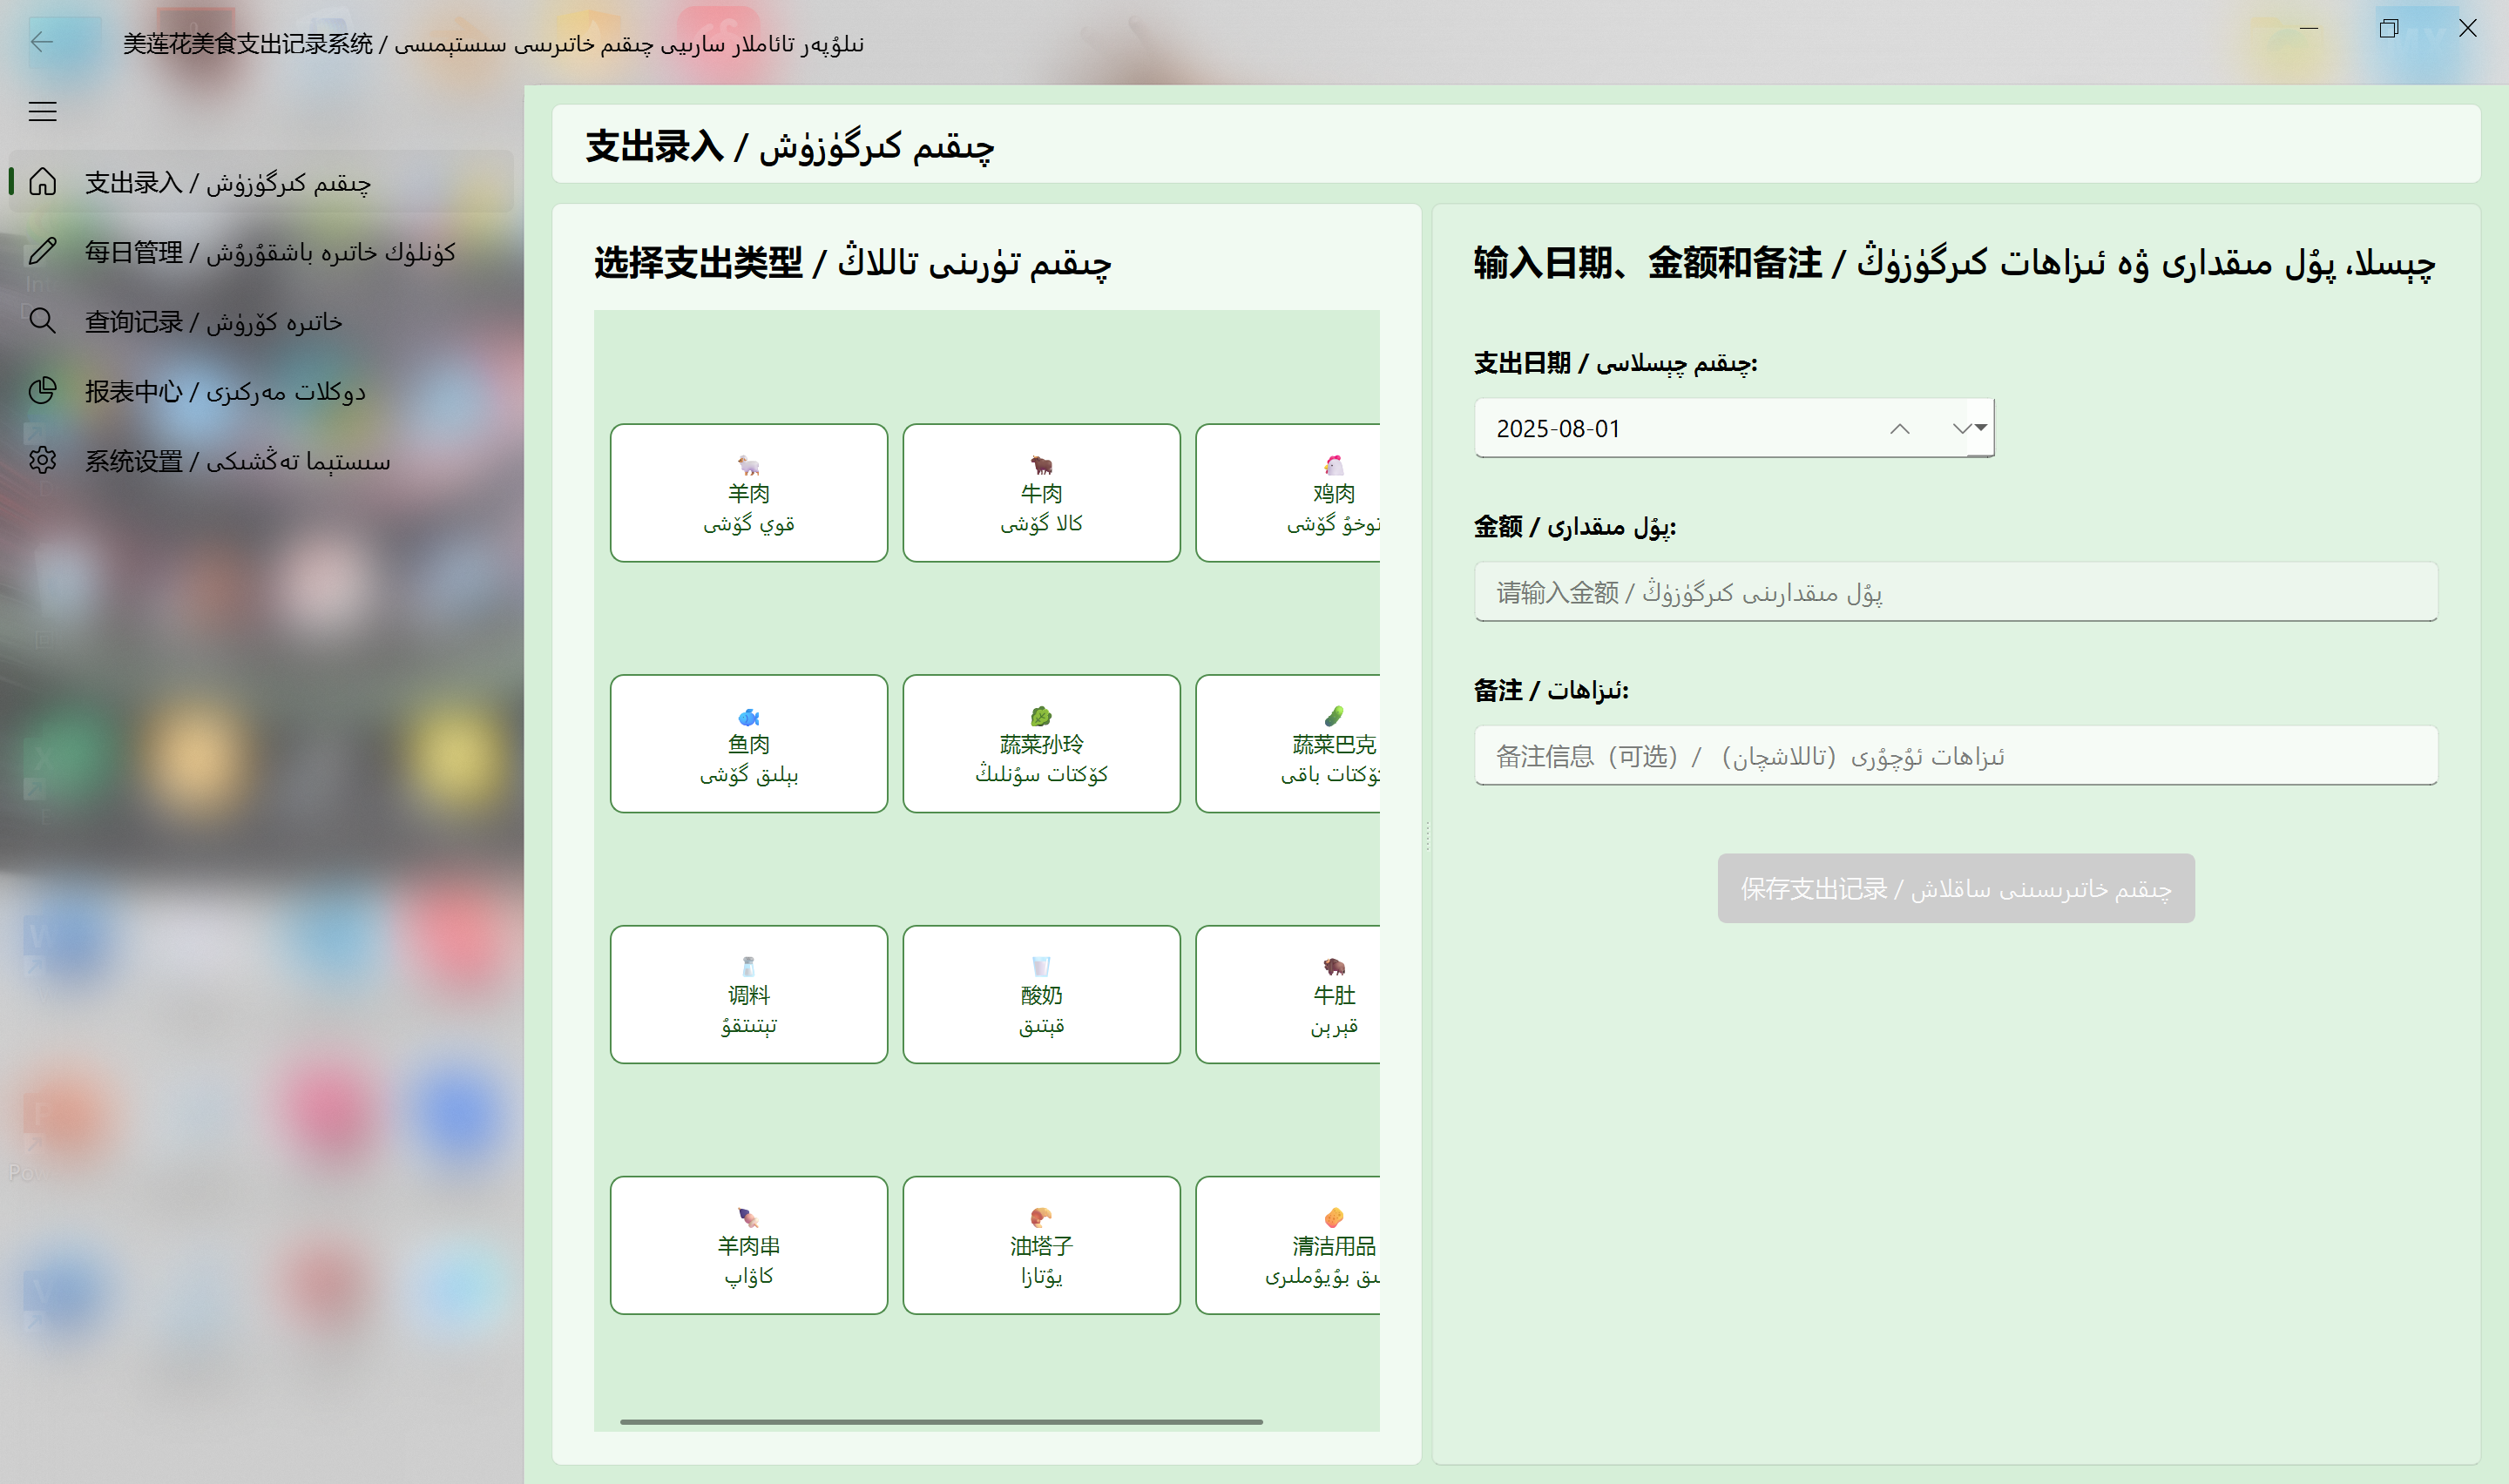 美莲花美食支出记录系统 / نىلۇپەر تائاملار سارىيى چىقىم خاتىرىسى سىستېمىسى
支出录入 / چىقىم كىرگۈزۈش
每日管理 / كۈنلۈك خاتىرە باشقۇرۇش
查询记录 / خاتىرە كۆرۈش
报表中心 / دوكلات مەركىزى
系统设置 / سىستېما تەڭشىكى
支出录入 / چىقىم كىرگۈزۈش
选择支出类型 / چىقىم تۈرىنى تاللاڭ
羊肉
قوي گۆشى
牛肉
كالا گۆشى
鸡肉
توخۇ گۆشى
鱼肉
بېلىق گۆشى
蔬菜孙玲
كۆكتات سۇنلىڭ
蔬菜巴克
كۆكتات باقى
调料
تېتىتقۇ
酸奶
قېتىق
牛肚
قېرىن
羊肉串
كاۋاپ
油塔子
يۇتازا
清洁用品
بۇيۇملىرى
输入日期、金额和备注 / چېسلا، پۇل مىقدارى ۋە ئىزاھات كىرگۈزۈڭ
支出日期 / چىقىم چېسلاسى:
2025-08-01
金额 / پۇل مىقدارى:
请输入金额 / پۇل مىقدارىنى كىرگۈزۈڭ
备注 / ئىزاھات:
备注信息（可选）/ ئىزاھات ئۇچۇرى（تاللاشچان）
保存支出记录 / چىقىم خاتىرىسىنى ساقلاش